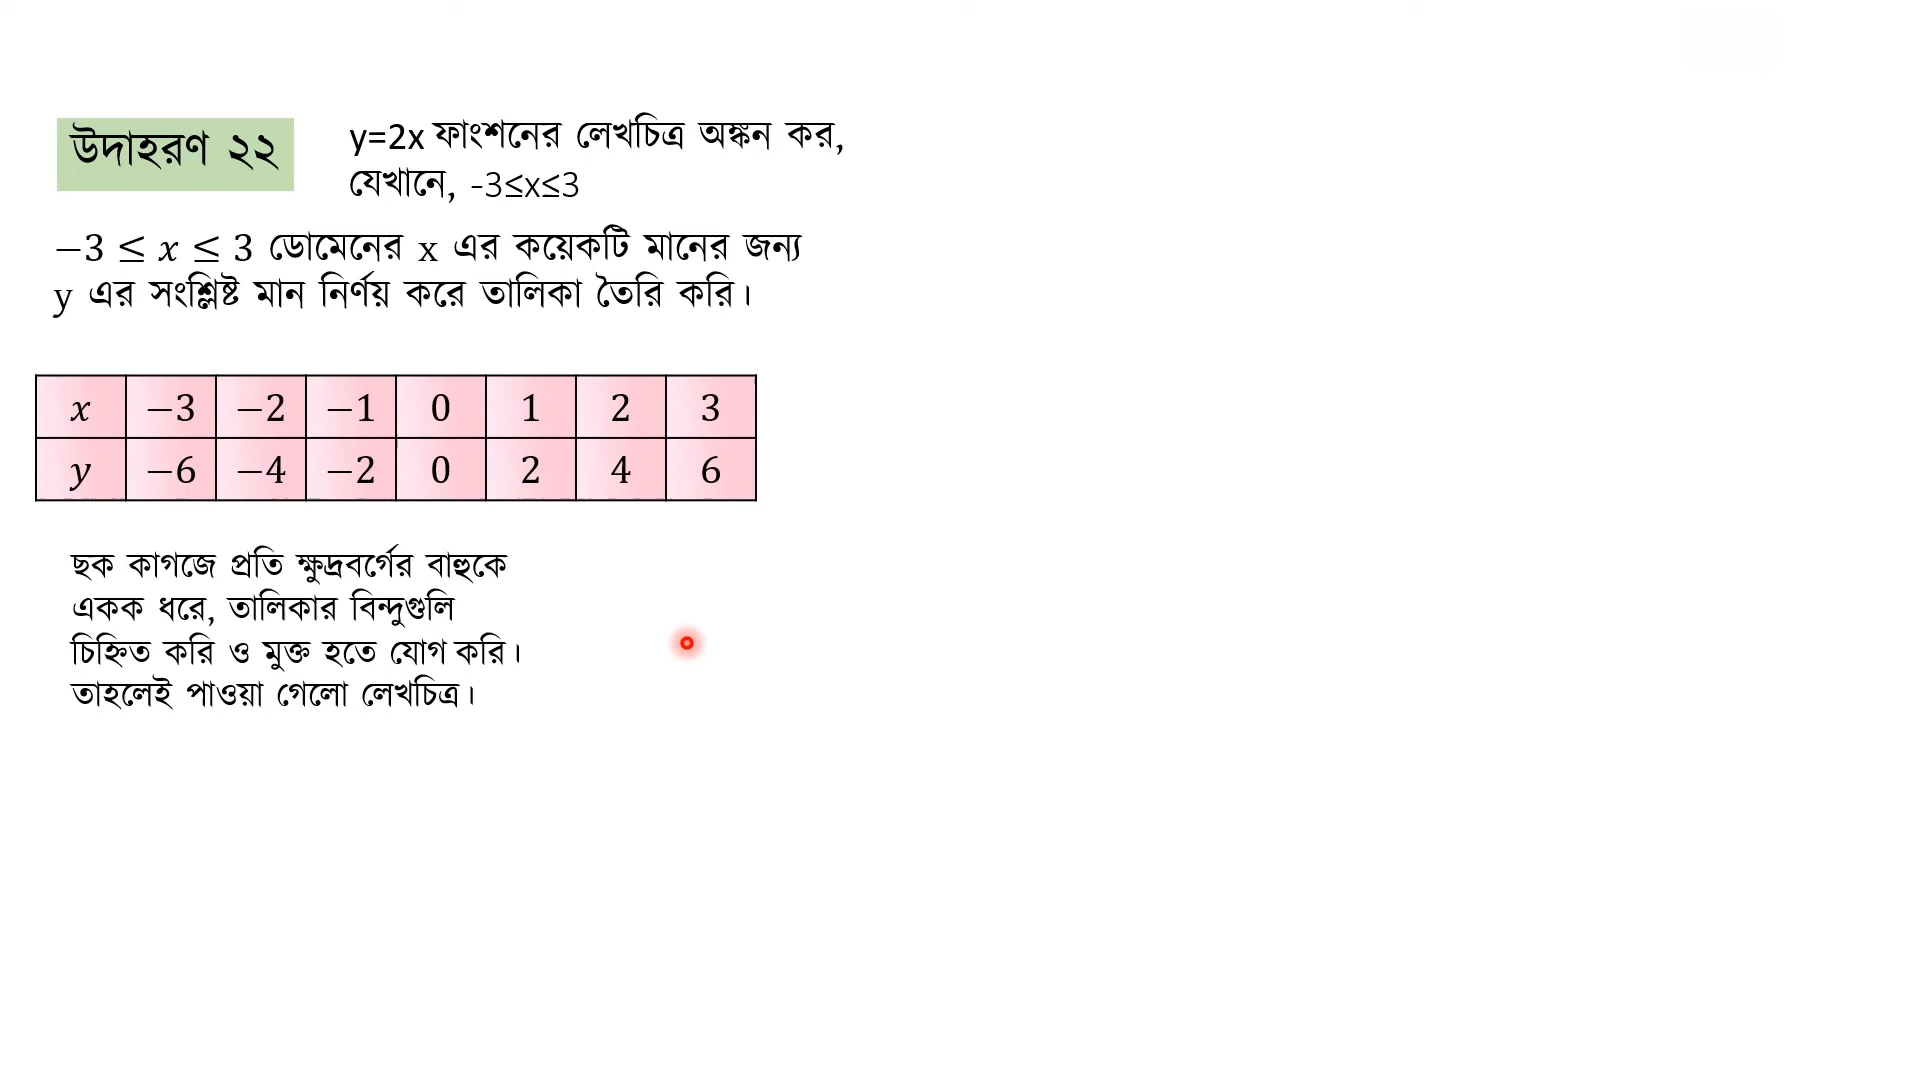 উদাহরণ ২২
y=2x ফাংশনের লেখচিত্র অঙ্কন কর,
যেখানে, -3≤x≤3
−3 ≤ x ≤ 3 ডোমেনের x এর কয়েকটি মানের জন্য
y এর সংশ্লিষ্ট মান নির্ণয় করে তালিকা তৈরি করি।
x −3 −2 −1 0 1 2 3
y −6 −4 −2 0 2 4 6
ছক কাগজে প্রতি ক্ষুদ্রবর্গের বাহুকে
একক ধরে, তালিকার বিন্দুগুলি
চিহ্নিত করি ও মুক্ত হতে যোগ করি।
তাহলেই পাওয়া গেলো লেখচিত্র।